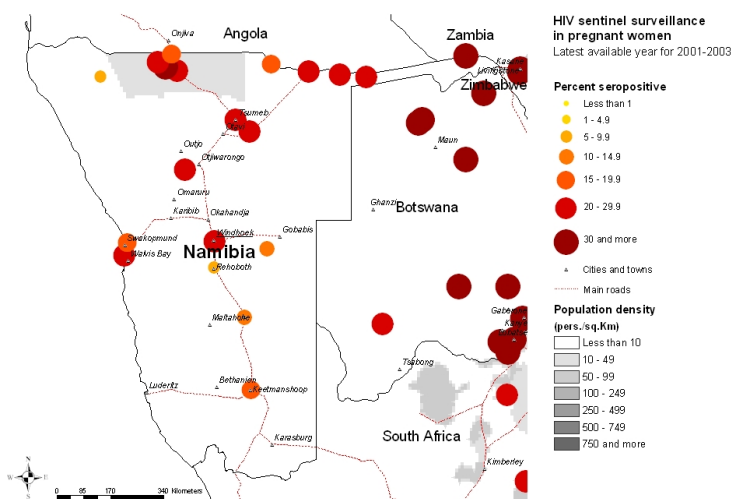 HIV sentinel surveillance
in pregnant women
Latest available year for 2001-2003
Percent seropositive
Less than 1
1 - 4.9
5 - 9.9
10 - 14.9
15 - 19.9
20 - 29.9
30 and more
Cities and towns
Main roads
Population density
(pers./sq.Km)
Less than 10
10 - 49
50 - 99
100 - 249
250 - 499
500 - 749
750 and more
Onjiva
Angola
Zambia
Livingstone
Zimbabwe
Tsumeb
Outjo
Otjiwarongo
Maun
Omaruru
Karibib
Okahandja
Ghanzi
Botswana
Swakopmund
Windhoek
Gobabis
Namibia
Walvis Bay
Rehoboth
Maltahohe
Tsabong
Bethanien
Luderitz
Keetmanshoop
South Africa
Karasburg
Kimberley
N
W
E
S
0 85 170 340 Kilometers